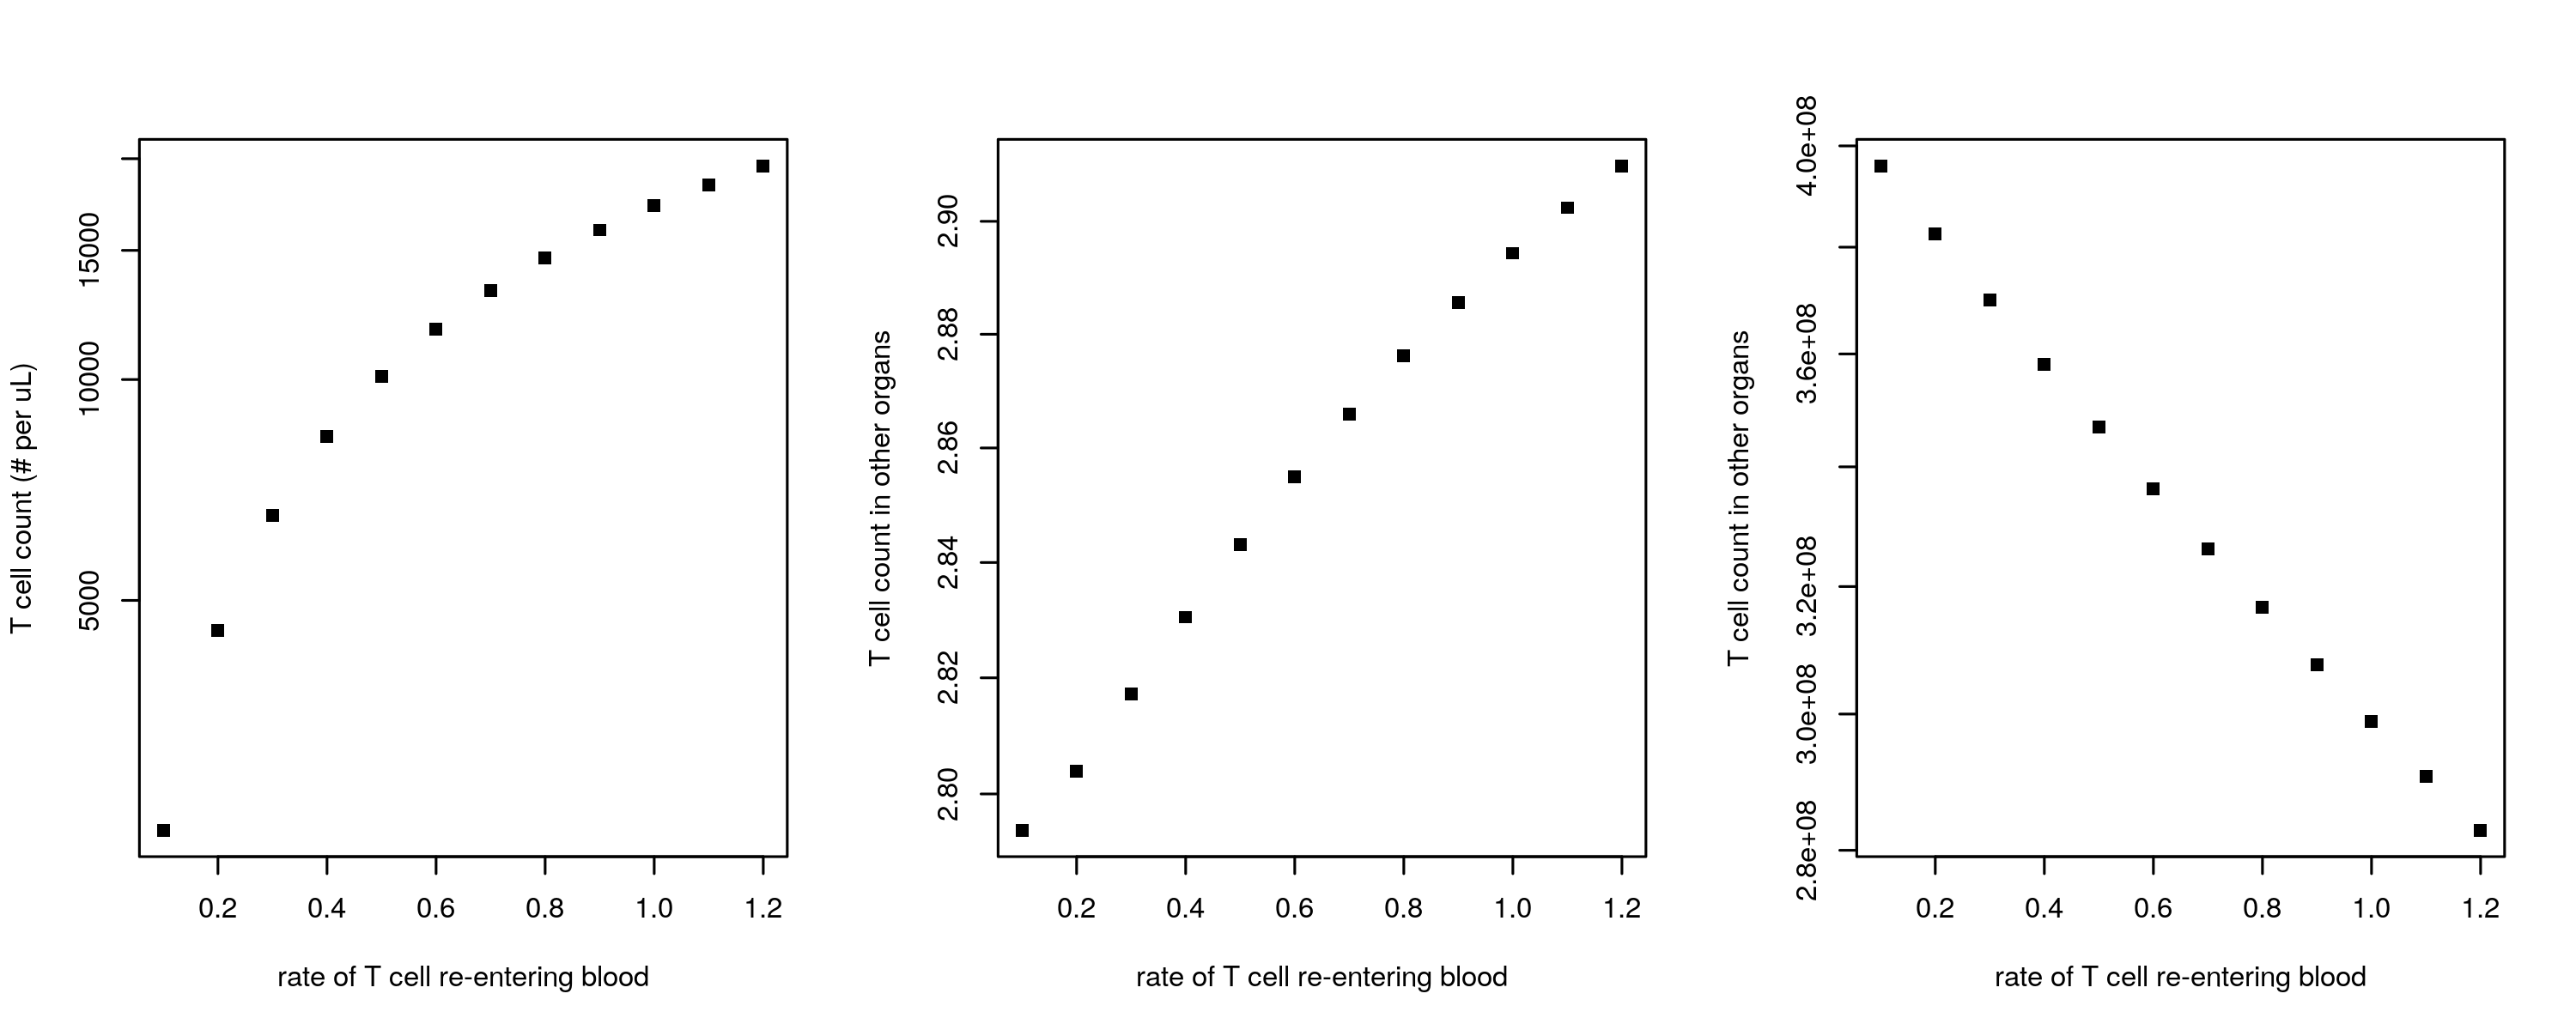 T cell count (# per uL)
15000
10000
5000
0.2 0.4 0.6 0.8 1.0 1.2
rate of T cell re-entering blood
T cell count in other organs
2.90
2.88
2.86
2.84
2.82
2.80
0.2 0.4 0.6 0.8 1.0 1.2
rate of T cell re-entering blood
T cell count in other organs
4.0e+08
3.6e+08
3.2e+08
3.0e+08
2.8e+08
0.2 0.4 0.6 0.8 1.0 1.2
rate of T cell re-entering blood